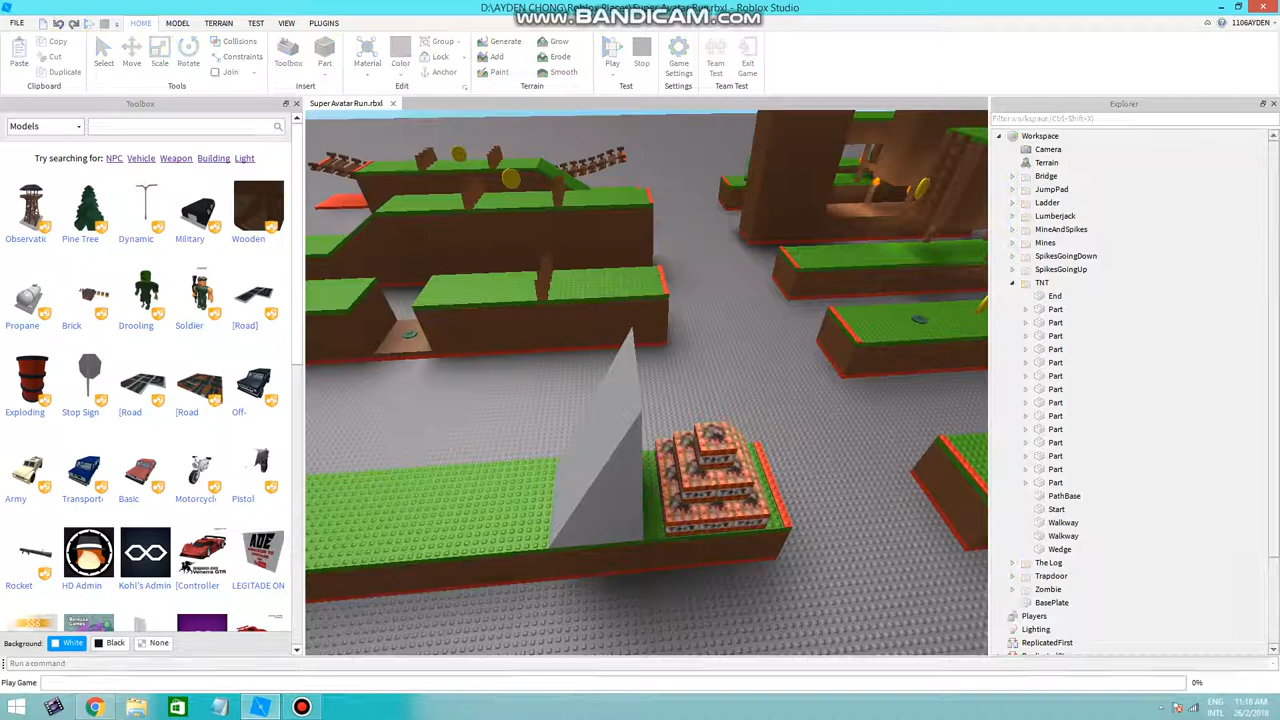 D:\AYDEN CHONG\Roblox Places\Super Avatar Run.rbxl - Roblox Studio
www.BANDICAM.com
FILE HOME MODEL TERRAIN TEST VIEW PLUGINS 1106AYDEN
Copy Collisions Group Generate Grow
Cut Constraints Lock Add Erode
Paste Duplicate Select Move Scale Rotate Join Toolbox Part Material Color Anchor Paint Smooth Play Stop Game Settings Team Test Exit Game
Clipboard Tools Insert Edit Terrain Test Settings Team Test
Toolbox Super Avatar Run.rbxl Explorer
Models Filter workspace (Ctrl+Shift+X)
Try searching for: NPC Vehicle Weapon Building Light
Observati Pine Tree Dynamic Military Wooden
Propane Brick Drooling Soldier [Road]
Exploding Stop Sign [Road [Road Off-
Army Transport Basic Motorcycl Pistol
Rocket HD Admin Kohl's Admin [Controller LEGITADE ON
Workspace
Camera
Terrain
Bridge
JumpPad
Ladder
Lumberjack
MineAndSpikes
Mines
SpikesGoingDown
SpikesGoingUp
TNT
End
Part
Part
Part
Part
Part
Part
Part
Part
Part
Part
Part
Part
Part
Part
PathBase
Start
Walkway
Walkway
Wedge
The Log
Trapdoor
Zombie
BasePlate
Players
Lighting
ReplicatedFirst
Background: White Black None
Run a command
Play Game 0%
ENG 11:18 AM
INTL 26/2/2018